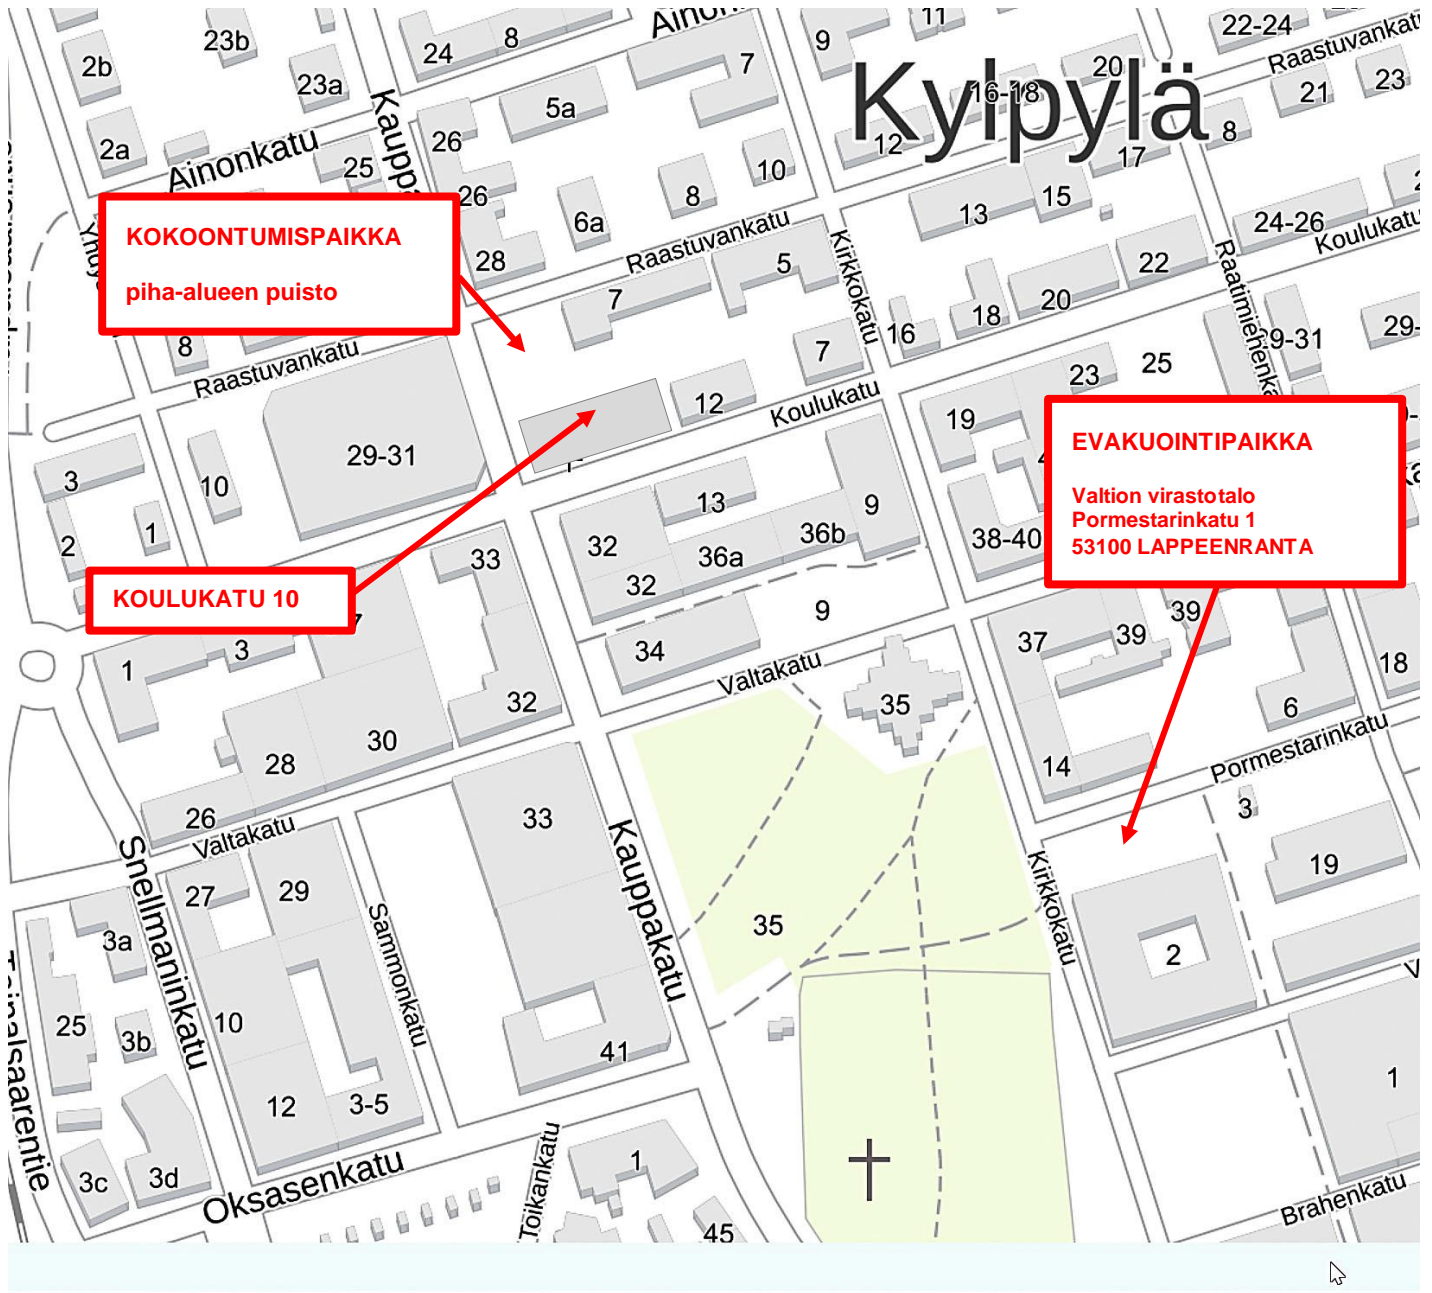 Ainon
11
22-24
Raastuvankatu
23b
24
8
9
2b
7
20
Kylpylä
16-18
21
23
23a
Kauppa
5a
26
12
8
2a
Ainonkatu
25
10
17
26
8
15
13
6a
24-26
Koulukatu
KOKOONTUMISPAIKKA
piha-alueen puisto
28
Raastuvankatu
Kirkkokatu
5
22
Raatimiehenka
7
20
18
16
29-
8
Raastuvankatu
7
23
25
12
Koulukatu
19
29-31
3
10
EVAKUOINTIPAIKKA
Valtion virastotalo
Pormestarinkatu 1
53100 LAPPEENRANTA
13
9
2
1
33
32
36a
36b
38-40
32
KOULUKATU 10
9
37
39
39
1
3
34
Valtakatu
18
35
32
6
30
28
14
Pormestarinkatu
26
Valtakatu
33
3
Snellmaninkatu
Kauppakatu
Kirkkokatu
19
27
29
Sammonkatu
35
3a
2
25
10
3b
41
1
12
3-5
3c
3d
Oksasenkatu
Toikankatu
1
Brahenkatu
45